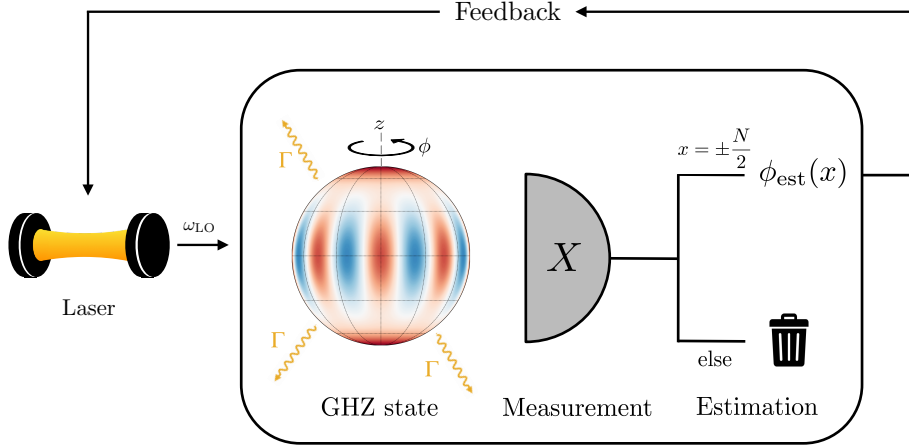 Feedback
z
ϕ
Γ
x = ± N/2
ϕ_est(x)
ω_LO
X
Laser
Γ
Γ
else
GHZ state
Measurement
Estimation